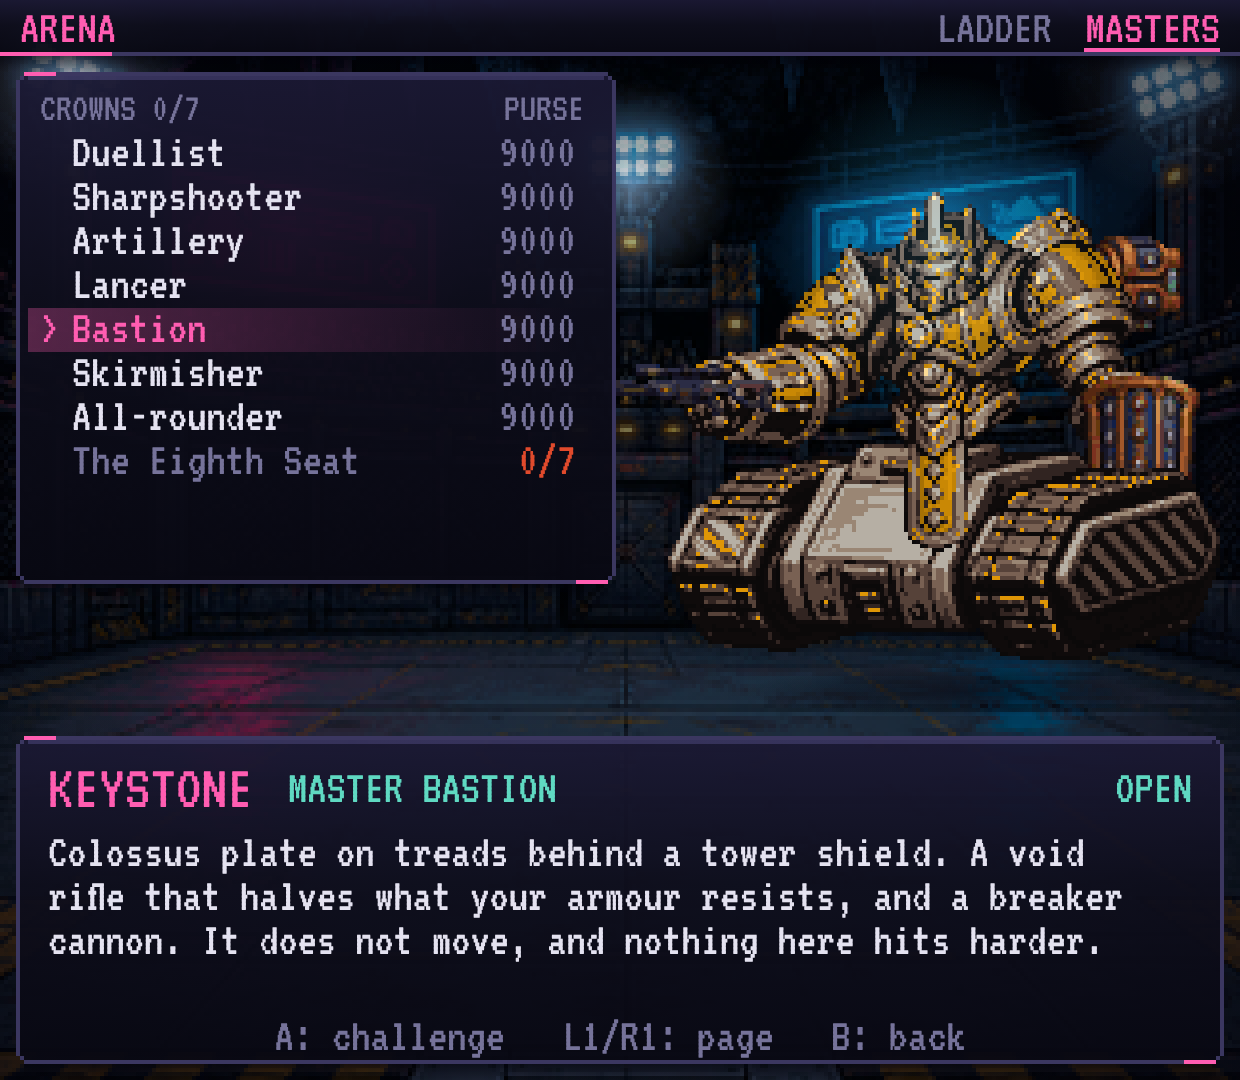 ARENA LADDER MASTERS
CROWNS 0/7 PURSE
Duellist 9000
Sharpshooter 9000
Artillery 9000
Lancer 9000
> Bastion 9000
Skirmisher 9000
All-rounder 9000
The Eighth Seat 0/7
KEYSTONE MASTER BASTION OPEN
Colossus plate on treads behind a tower shield. A void
rifle that halves what your armour resists, and a breaker
cannon. It does not move, and nothing here hits harder.
A: challenge L1/R1: page B: back